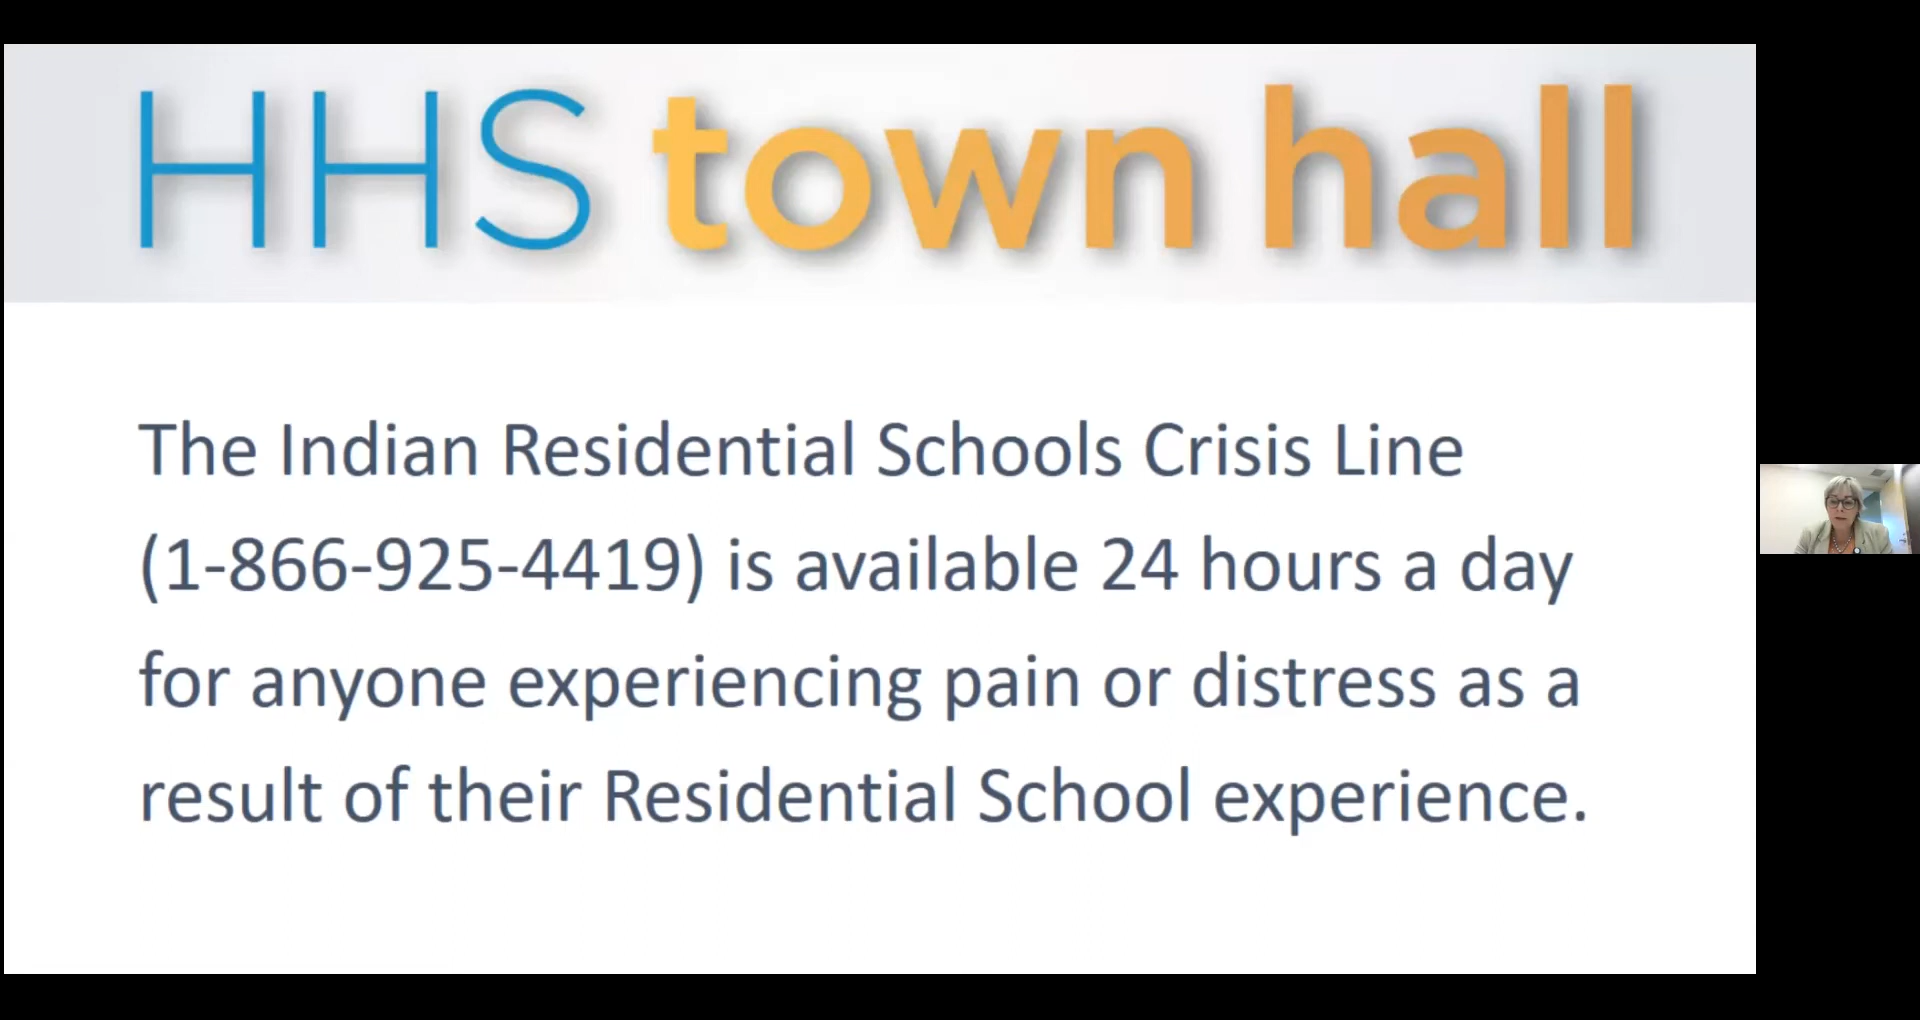 HHS town hall
The Indian Residential Schools Crisis Line
(1-866-925-4419) is available 24 hours a day
for anyone experiencing pain or distress as a
result of their Residential School experience.